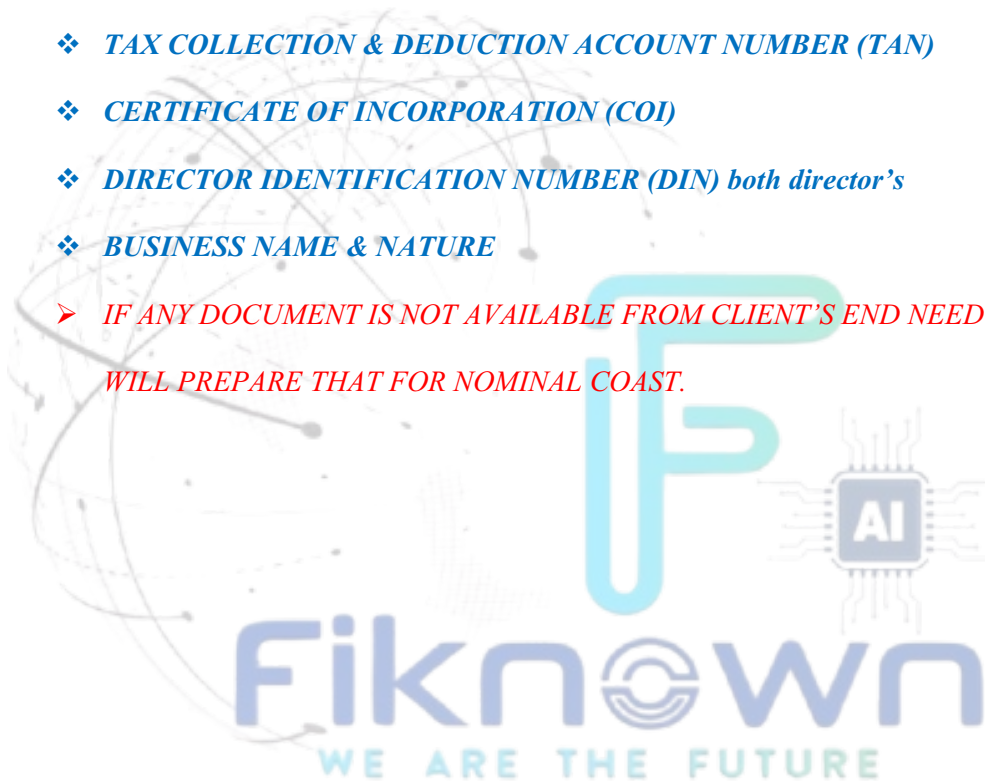 ❖ TAX COLLECTION & DEDUCTION ACCOUNT NUMBER (TAN)
❖ CERTIFICATE OF INCORPORATION (COI)
❖ DIRECTOR IDENTIFICATION NUMBER (DIN) both director’s
❖ BUSINESS NAME & NATURE
➢ IF ANY DOCUMENT IS NOT AVAILABLE FROM CLIENT’S END NEED
WILL PREPARE THAT FOR NOMINAL COAST.
AI
Fiknown
WE ARE THE FUTURE